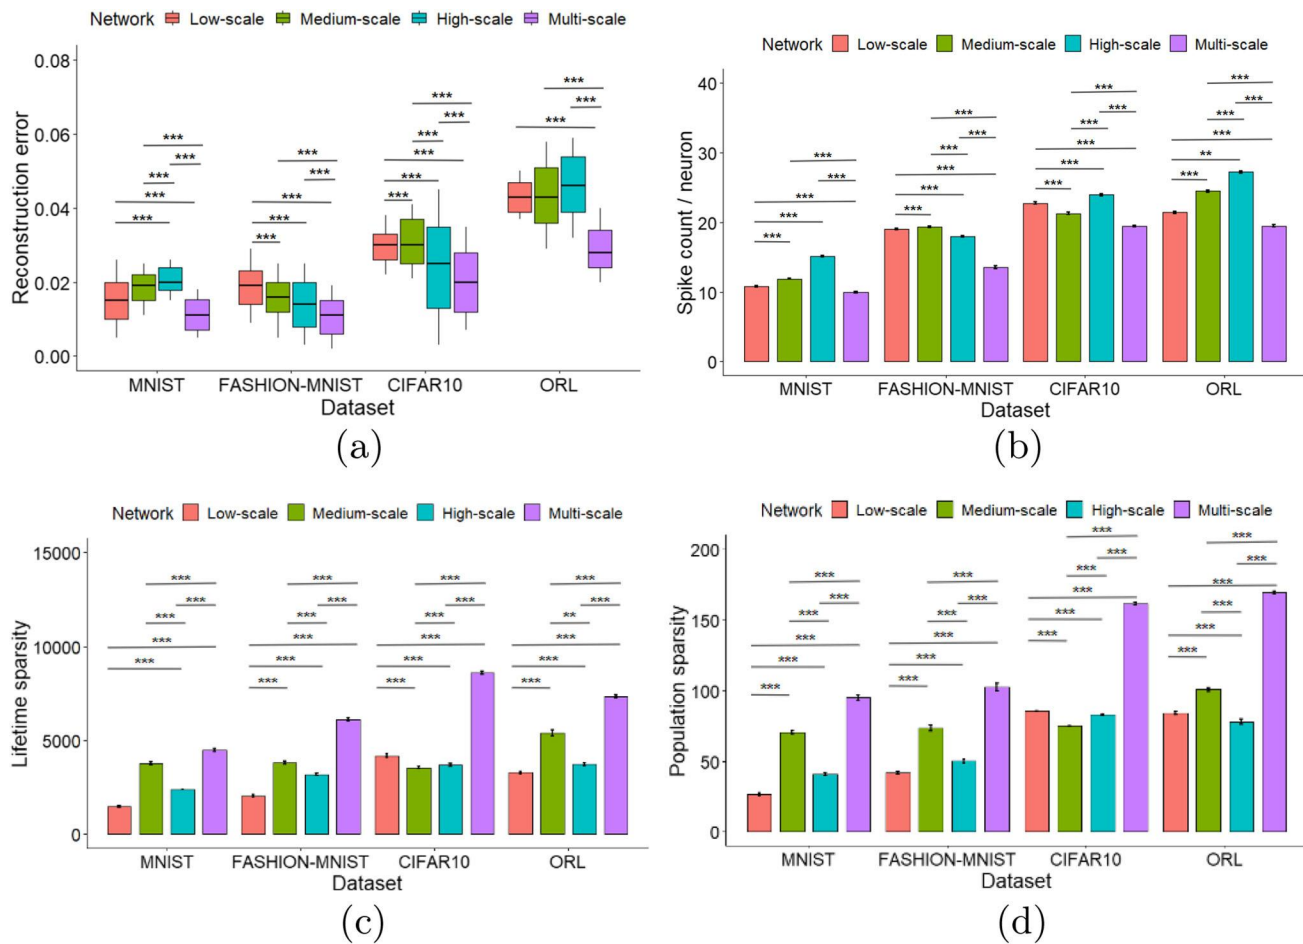 Network Low-scale Medium-scale High-scale Multi-scale
Reconstruction error
0.08
0.06
0.04
0.02
0.00
*** *** *** *** ***
*** *** *** *** ***
*** *** *** *** *** ***
*** *** ***
MNIST FASHION-MNIST CIFAR10 ORL
Dataset
(a)
Network Low-scale Medium-scale High-scale Multi-scale
Spike count / neuron
40
30
20
10
0
*** *** *** *** ***
*** *** *** *** *** ***
*** *** *** *** *** ***
*** *** *** *** ** ***
MNIST FASHION-MNIST CIFAR10 ORL
Dataset
(b)
Network Low-scale Medium-scale High-scale Multi-scale
Lifetime sparsity
15000
10000
5000
0
*** *** *** *** ***
*** *** *** *** *** ***
*** *** *** *** *** ***
*** *** ** *** *** ***
MNIST FASHION-MNIST CIFAR10 ORL
Dataset
(c)
Network Low-scale Medium-scale High-scale Multi-scale
Population sparsity
200
150
100
50
0
*** *** *** *** *** ***
*** *** *** *** *** ***
*** *** *** *** *** ***
*** *** *** *** *** ***
MNIST FASHION-MNIST CIFAR10 ORL
Dataset
(d)